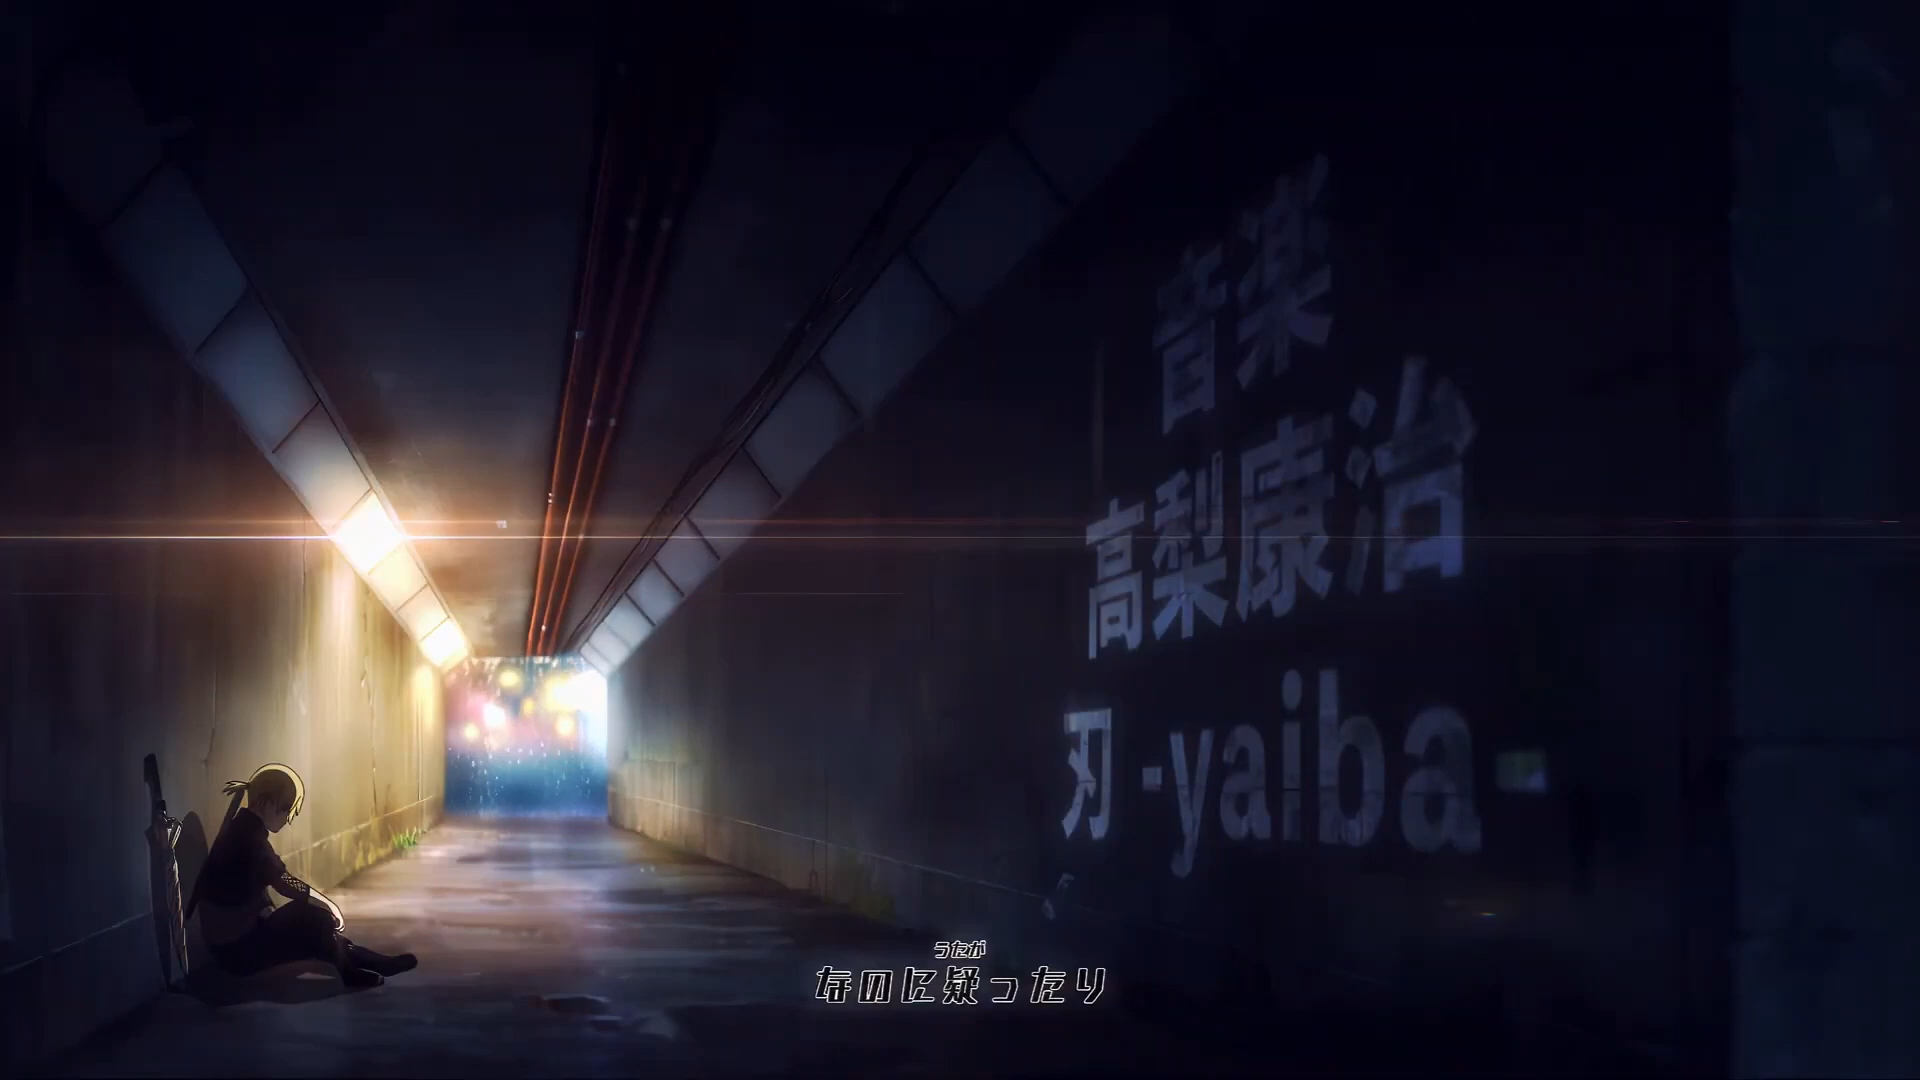 音楽
高梨康治
刃-yaiba-
うたが
なのに疑ったり